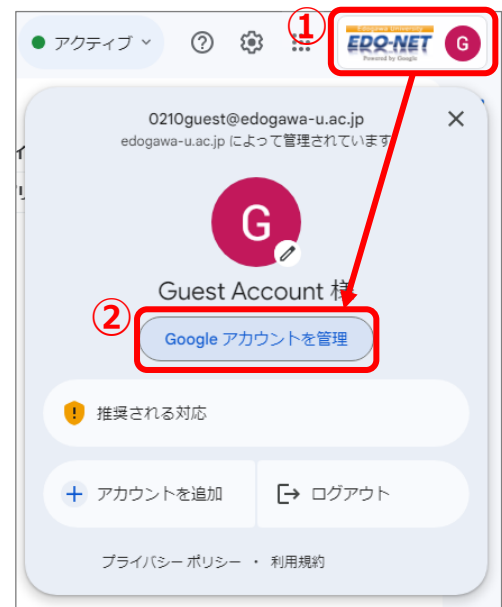 ①
アクティブ
Edogawa University
EDO-NET
Powered by Google
G
0210guest@edogawa-u.ac.jp
edogawa-u.ac.jp によって管理されています
G
Guest Account 様
②
Google アカウントを管理
推奨される対応
アカウントを追加
ログアウト
プライバシー ポリシー ・ 利用規約